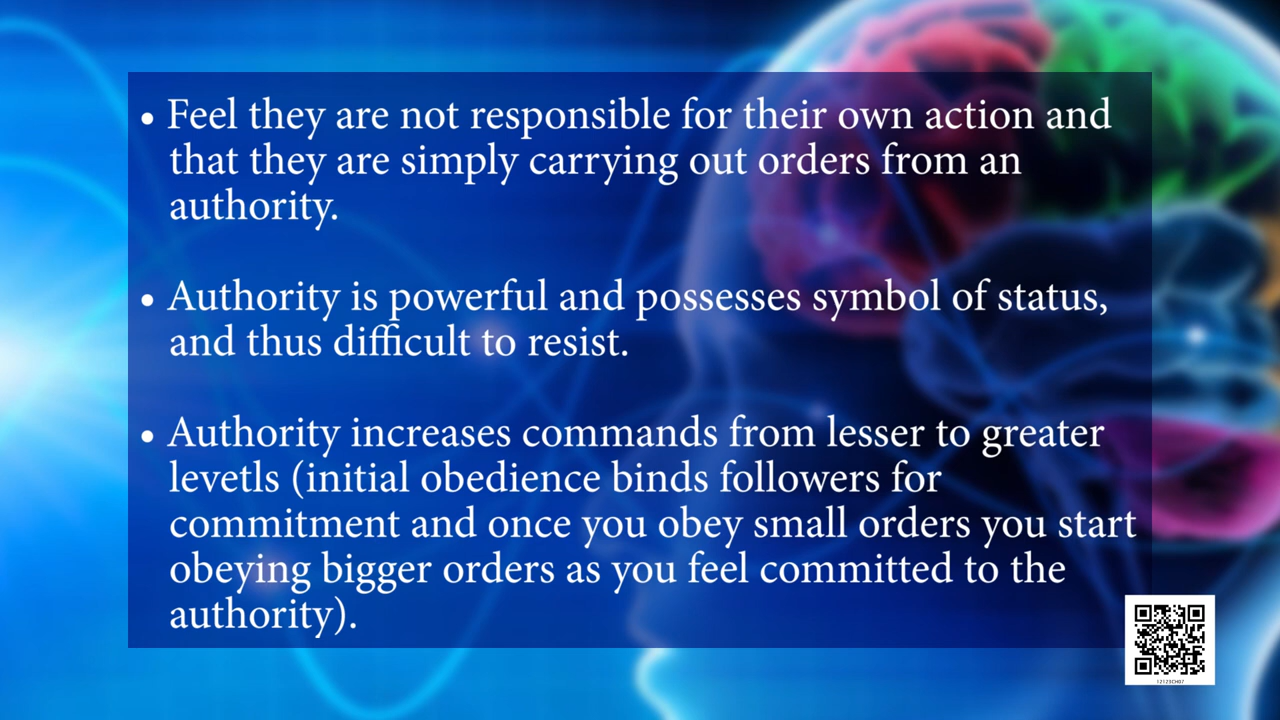 • Feel they are not responsible for their own action and
that they are simply carrying out orders from an
authority.
• Authority is powerful and possesses symbol of status,
and thus difficult to resist.
• Authority increases commands from lesser to greater
levetls (initial obedience binds followers for
commitment and once you obey small orders you start
obeying bigger orders as you feel committed to the
authority).
12123CH07